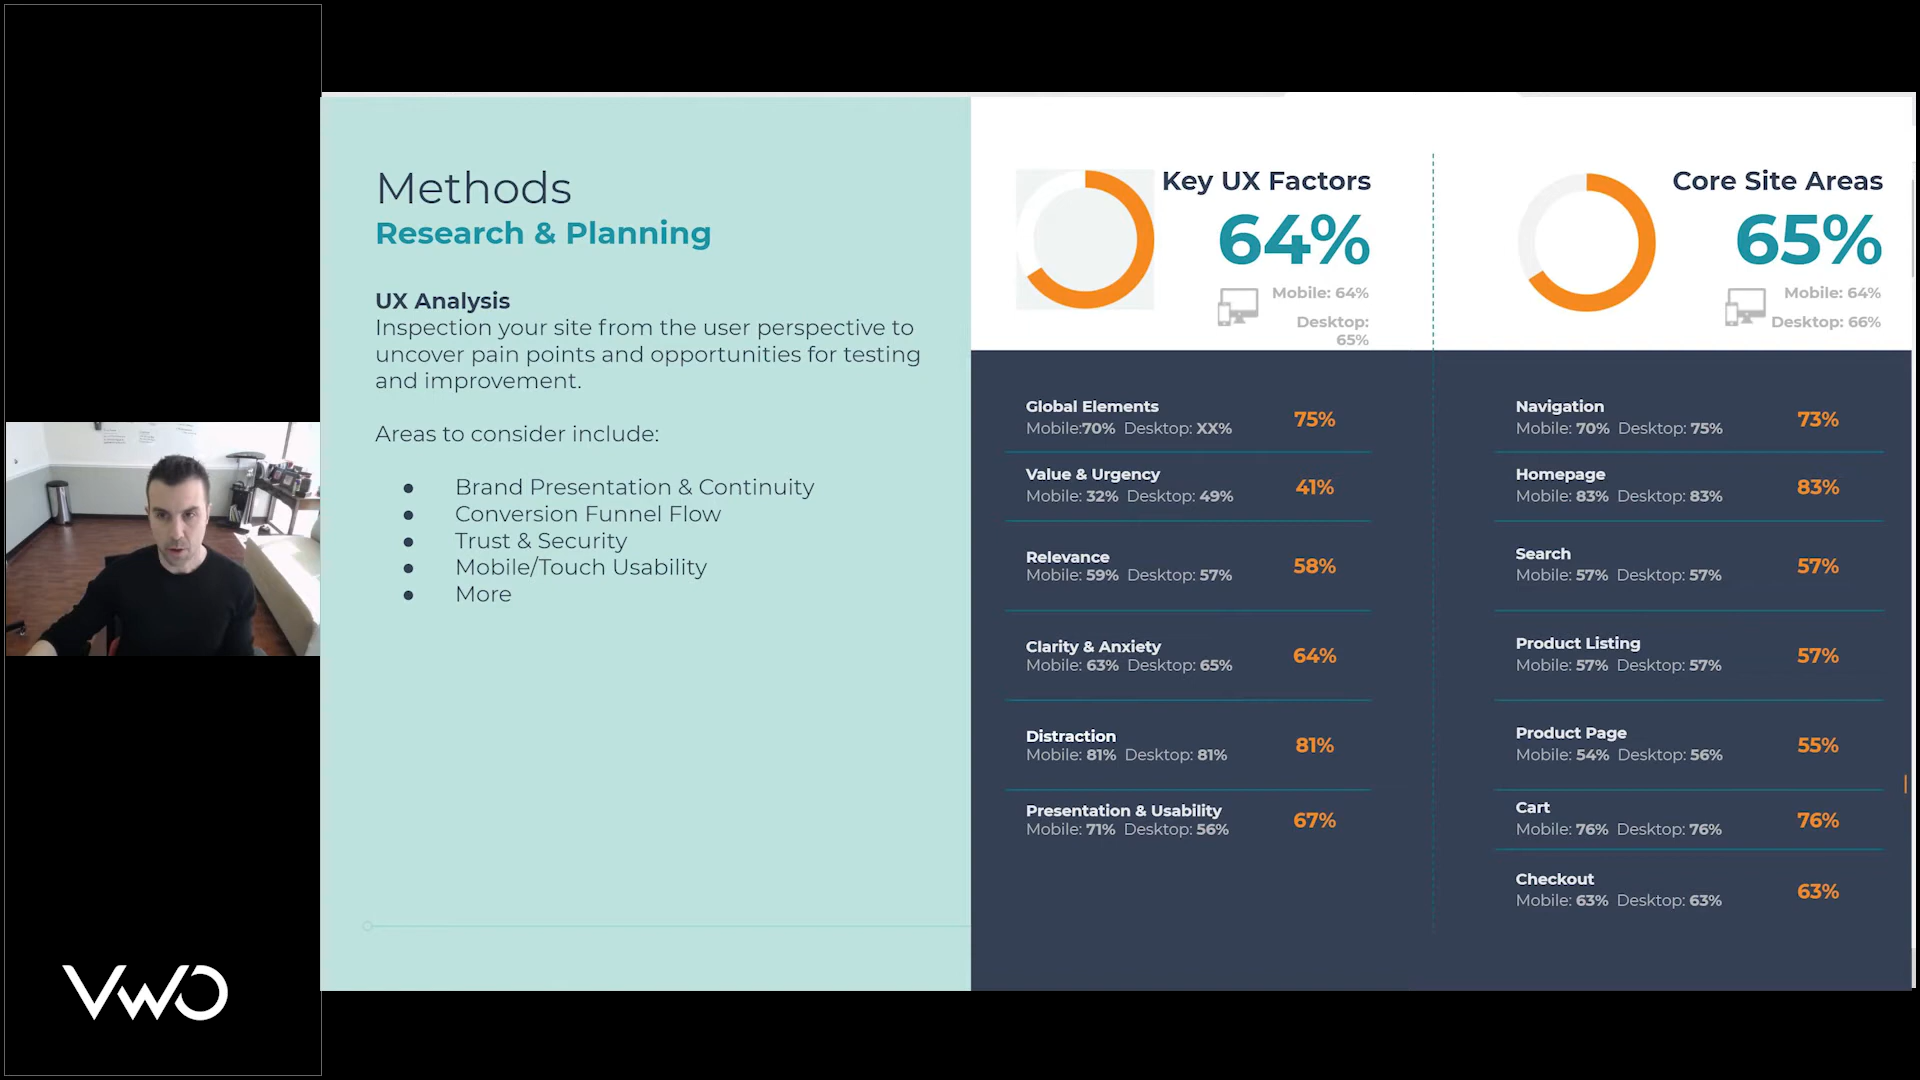 Methods
Research & Planning
UX Analysis
Inspection your site from the user perspective to
uncover pain points and opportunities for testing
and improvement.
Areas to consider include:
● Brand Presentation & Continuity
● Conversion Funnel Flow
● Trust & Security
● Mobile/Touch Usability
● More
Key UX Factors
64%
Mobile: 64%
Desktop:
65%
Global Elements
Mobile:70% Desktop: XX%
75%
Value & Urgency
Mobile: 32% Desktop: 49%
41%
Relevance
Mobile: 59% Desktop: 57%
58%
Clarity & Anxiety
Mobile: 63% Desktop: 65%
64%
Distraction
Mobile: 81% Desktop: 81%
81%
Presentation & Usability
Mobile: 71% Desktop: 56%
67%
Core Site Areas
65%
Mobile: 64%
Desktop: 66%
Navigation
Mobile: 70% Desktop: 75%
73%
Homepage
Mobile: 83% Desktop: 83%
83%
Search
Mobile: 57% Desktop: 57%
57%
Product Listing
Mobile: 57% Desktop: 57%
57%
Product Page
Mobile: 54% Desktop: 56%
55%
Cart
Mobile: 76% Desktop: 76%
76%
Checkout
Mobile: 63% Desktop: 63%
63%
VWO